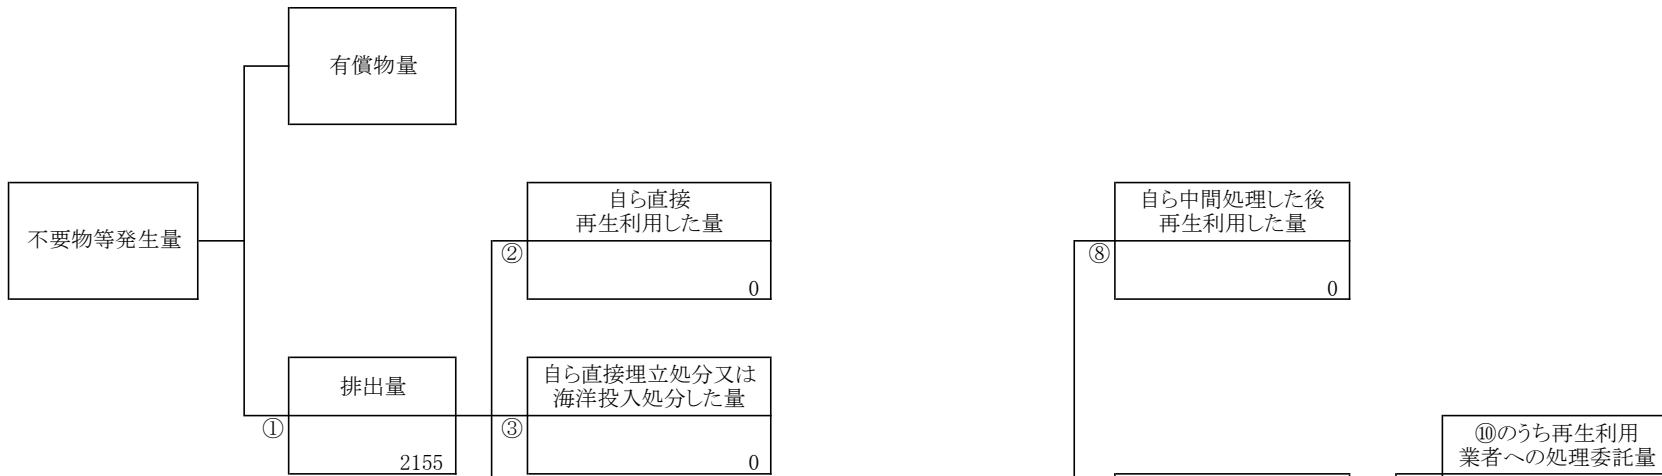 有償物量
不要物等発生量
自ら直接
再生利用した量
②
0
自ら中間処理した後
再生利用した量
⑧
0
排出量
①
2155
自ら直接埋立処分又は
海洋投入処分した量
③
0
⑩のうち再生利用
業者への処理委託量